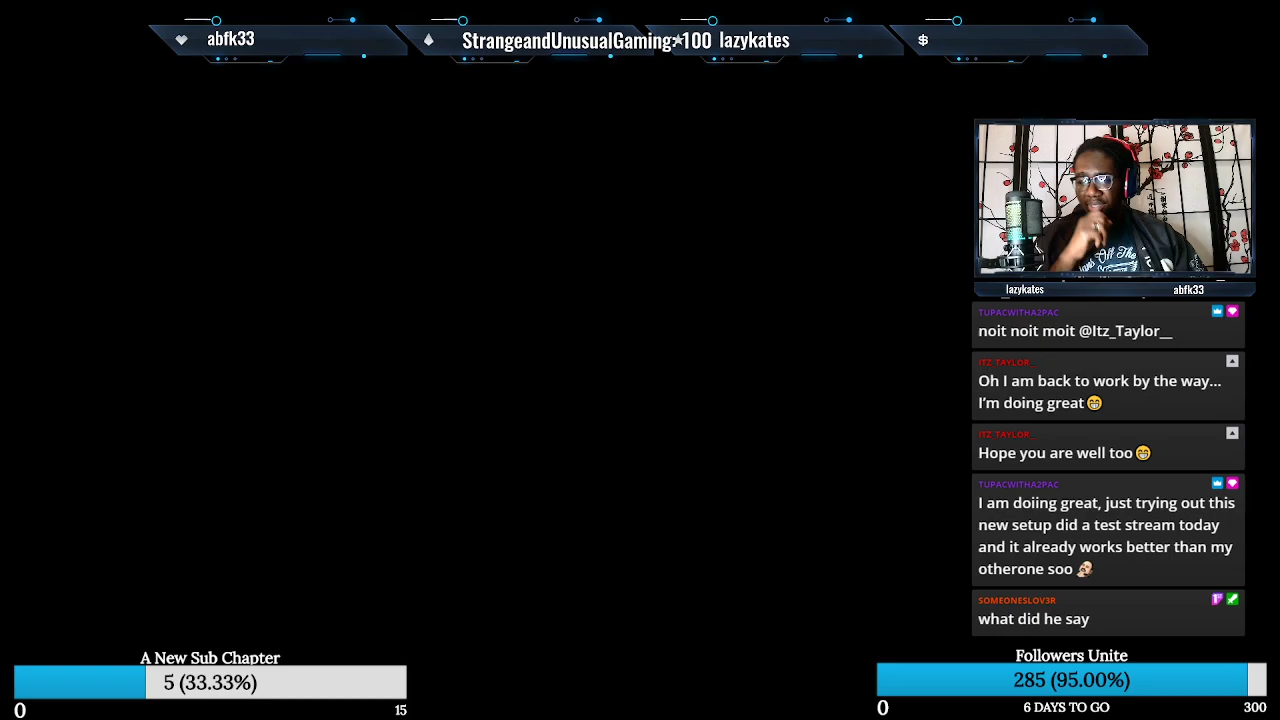 abfk33
StrangeandUnusualGaming: 100
lazykates
lazykates
abfk33
TUPACWITHA2PAC
noit noit moit @Itz_Taylor__
ITZ_TAYLOR__
Oh I am back to work by the way...
I'm doing great
ITZ_TAYLOR__
Hope you are well too
TUPACWITHA2PAC
I am doiing great, just trying out this
new setup did a test stream today
and it already works better than my
otherone soo
SOMEONESLOV3R
what did he say
A New Sub Chapter
5 (33.33%)
0
15
Followers Unite
285 (95.00%)
0
6 DAYS TO GO
300